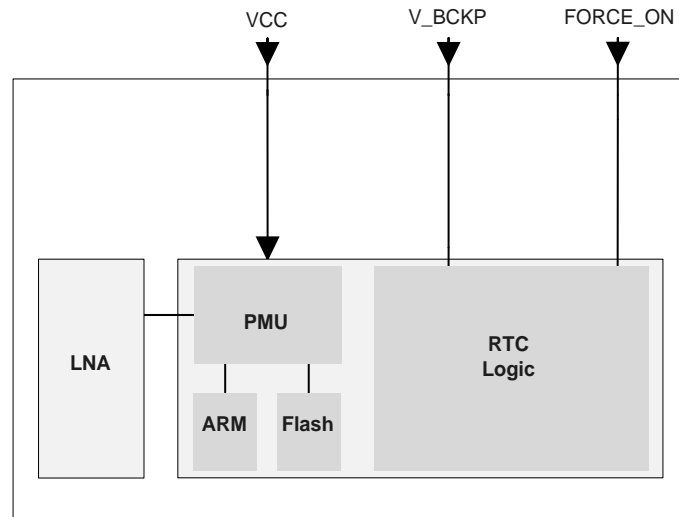 VCC
V_BCKP
FORCE_ON
LNA
PMU
ARM
Flash
RTC
Logic